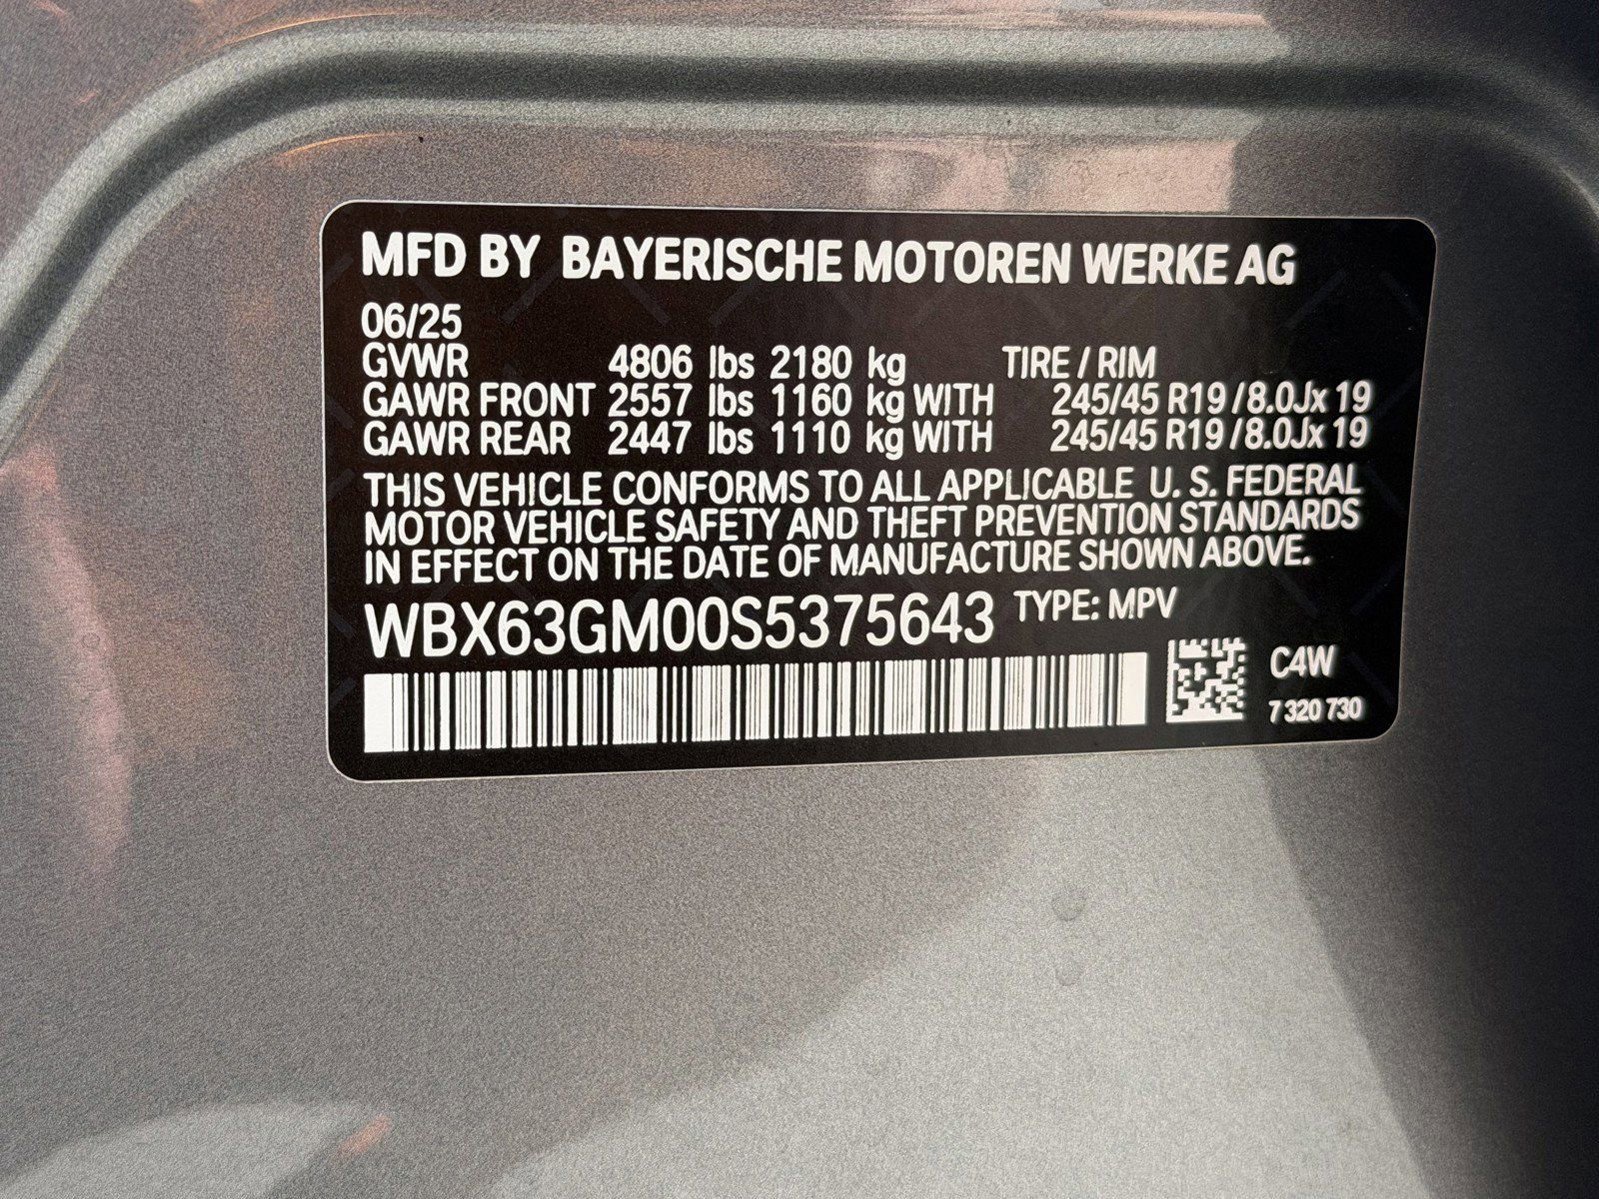 MFD BY BAYERISCHE MOTOREN WERKE AG
06/25
GVWR 4806 lbs 2180 kg TIRE / RIM
GAWR FRONT 2557 lbs 1160 kg WITH 245/45 R19 /8.0Jx 19
GAWR REAR 2447 lbs 1110 kg WITH 245/45 R19 /8.0Jx 19
THIS VEHICLE CONFORMS TO ALL APPLICABLE U. S. FEDERAL
MOTOR VEHICLE SAFETY AND THEFT PREVENTION STANDARDS
IN EFFECT ON THE DATE OF MANUFACTURE SHOWN ABOVE.
WBX63GM00S5375643 TYPE: MPV
C4W
7 320 730